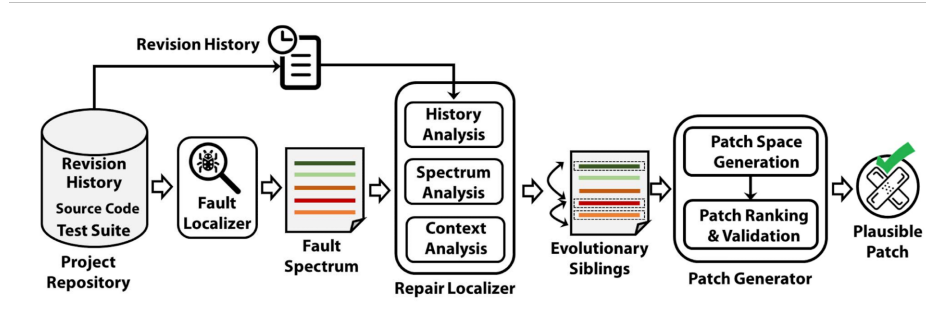 Revision History
Revision
History
Source Code
Test Suite
Project
Repository
Fault
Localizer
Fault
Spectrum
History
Analysis
Spectrum
Analysis
Context
Analysis
Repair Localizer
Evolutionary
Siblings
Patch Space
Generation
Patch Ranking
& Validation
Patch Generator
Plausible
Patch